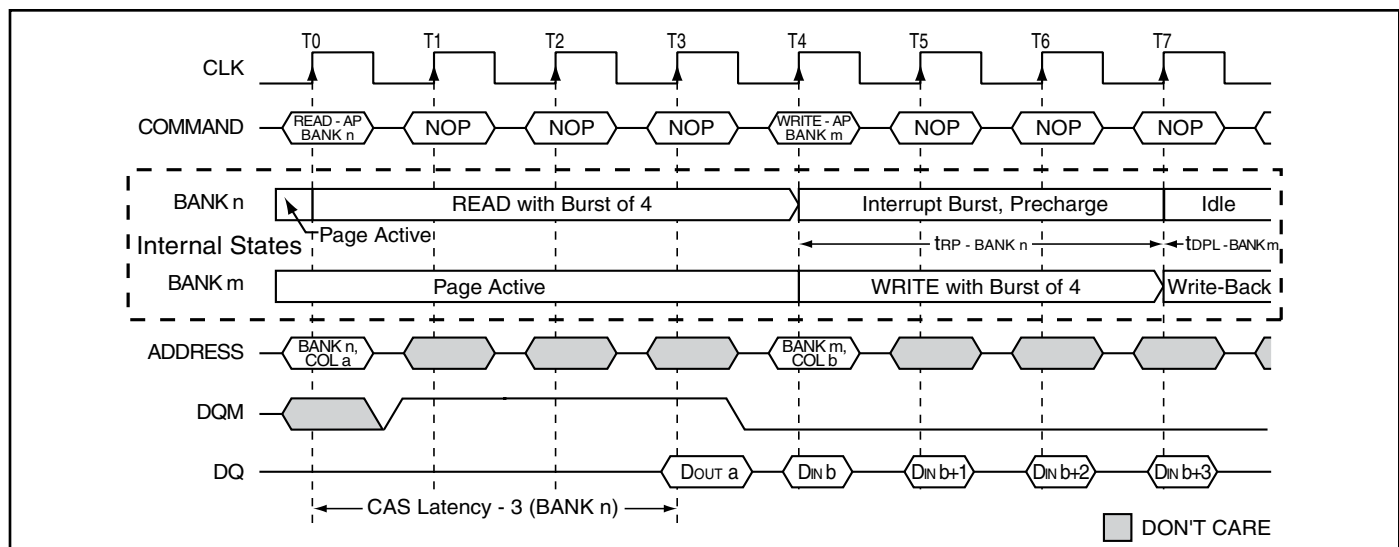 T0 T1 T2 T3 T4 T5 T6 T7
CLK
COMMAND READ - AP BANK n NOP NOP NOP WRITE - AP BANK m NOP NOP NOP
BANK n READ with Burst of 4 Interrupt Burst, Precharge Idle
Internal States Page Active tRP - BANK n tDPL - BANK m
BANK m Page Active WRITE with Burst of 4 Write-Back
ADDRESS BANK n, COL a BANK m, COL b
DQM
DQ DOUT a DIN b DIN b+1 DIN b+2 DIN b+3
CAS Latency - 3 (BANK n)
DON'T CARE